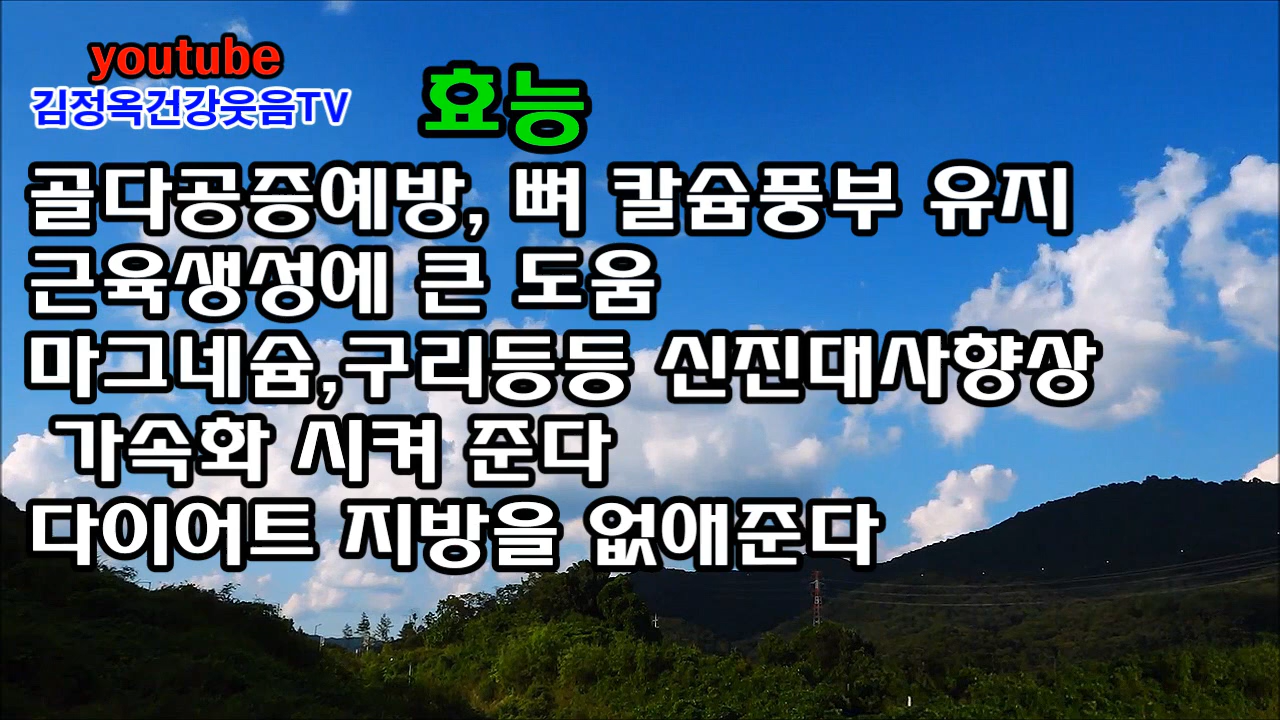 youtube
김정옥건강웃음TV
효능
골다공증예방, 뼈 칼슘풍부 유지
근육생성에 큰 도움
마그네슘,구리등등 신진대사향상
가속화 시켜 준다
다이어트 지방을 없애준다